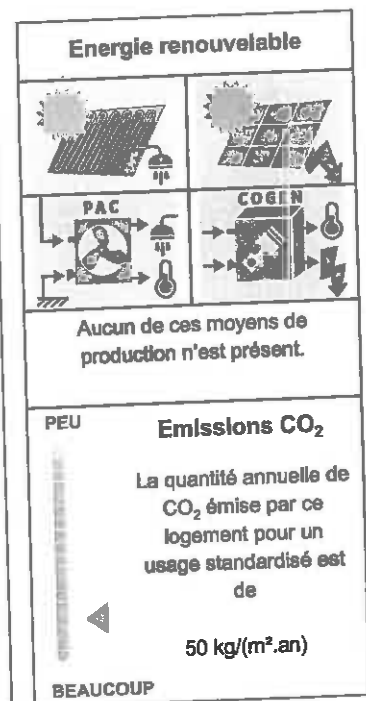 Energie renouvelable
PAC
COGEN
Aucun de ces moyens de
production n'est présent.
PEU
Emissions CO₂
La quantité annuelle de
CO₂ émise par ce
logement pour un
usage standardisé est
de
50 kg/(m².an)
BEAUCOUP